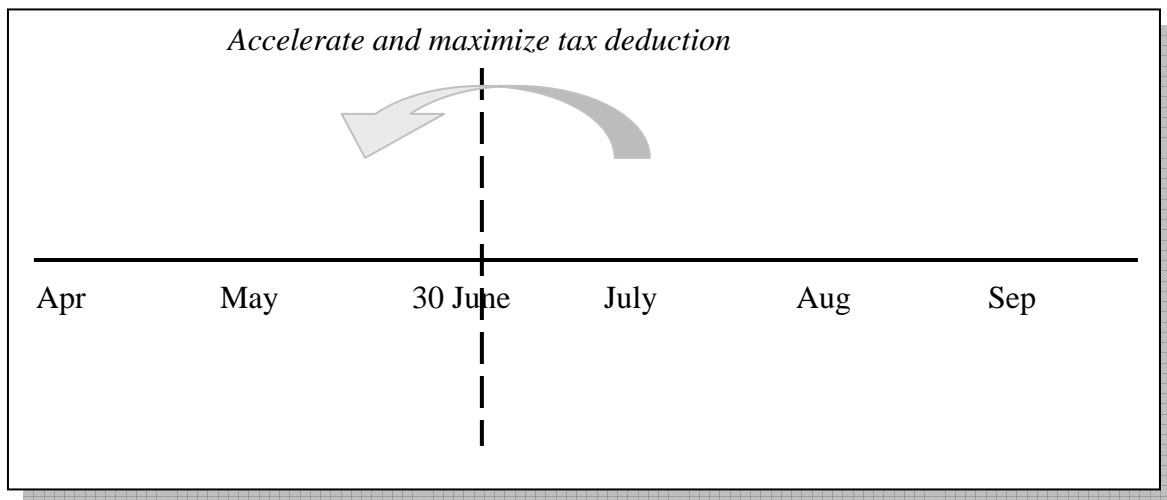 Accelerate and maximize tax deduction
Apr May 30 June July Aug Sep